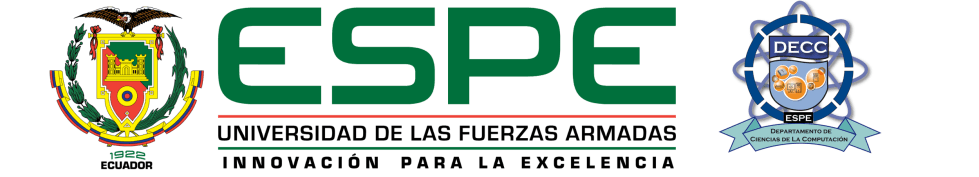 1922
ECUADOR
ESPE
UNIVERSIDAD DE LAS FUERZAS ARMADAS
INNOVACIÓN PARA LA EXCELENCIA
DECC
ESPE
DEPARTAMENTO DE
CIENCIAS DE LA COMPUTACIÓN